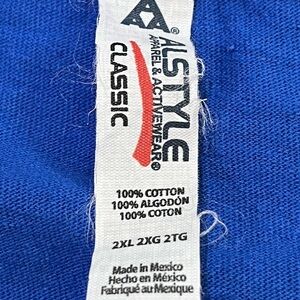 ALSTYLE
APPAREL & ACTIVEWEAR®
CLASSIC
100% COTTON
100% ALGODÓN
100% COTON
2XL 2XG 2TG
Made in Mexico
Hecho en México
Fabriqué au Mexique